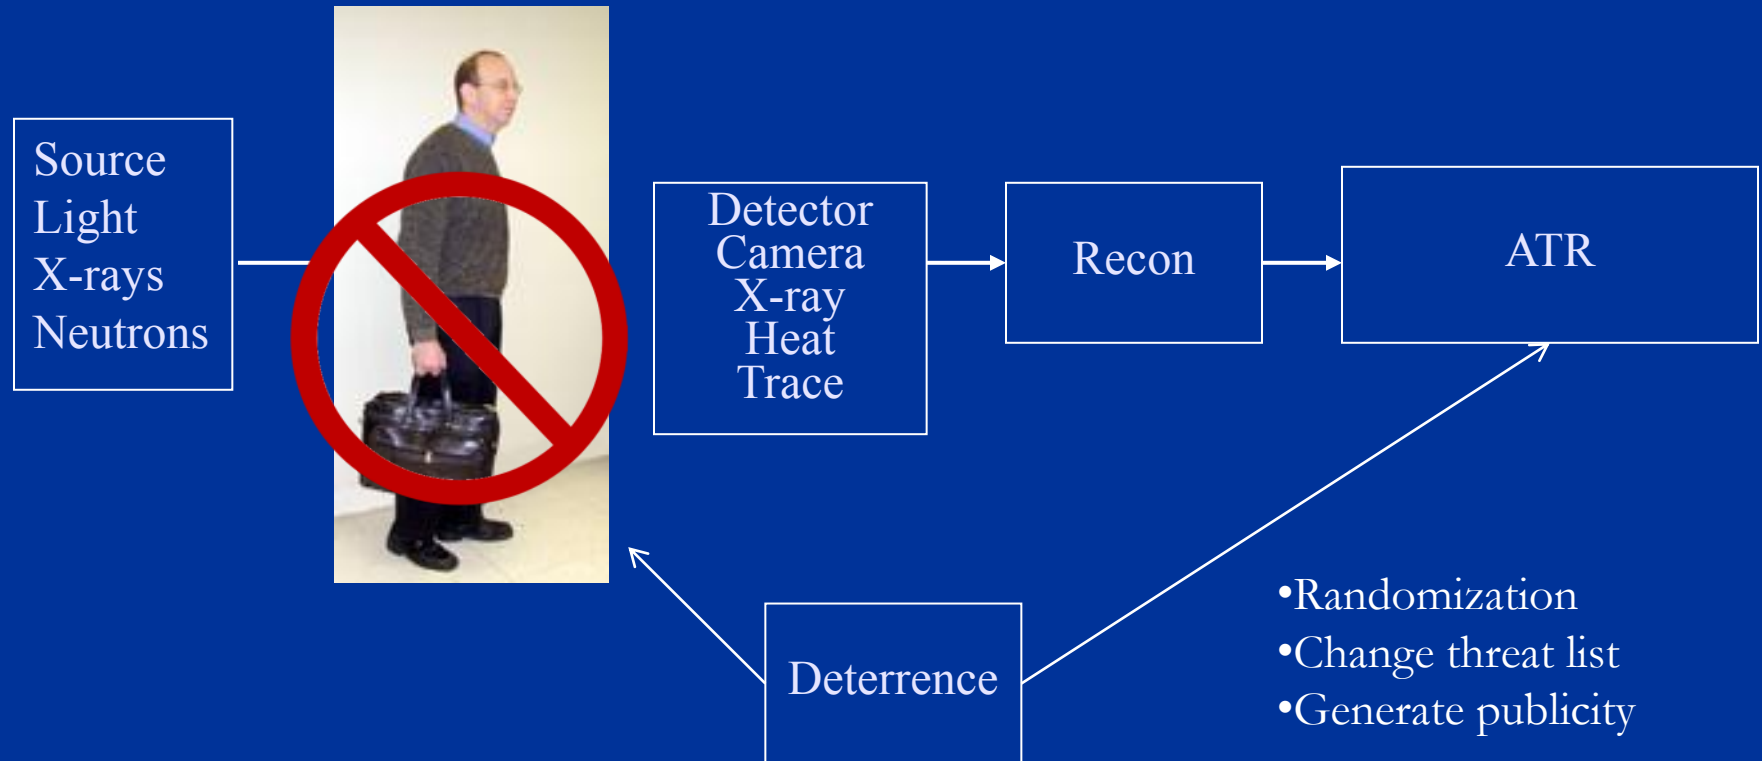 Source
Light
X-rays
Neutrons
Detector
Camera
X-ray
Heat
Trace
Recon
ATR
Deterrence
•Randomization
•Change threat list
•Generate publicity